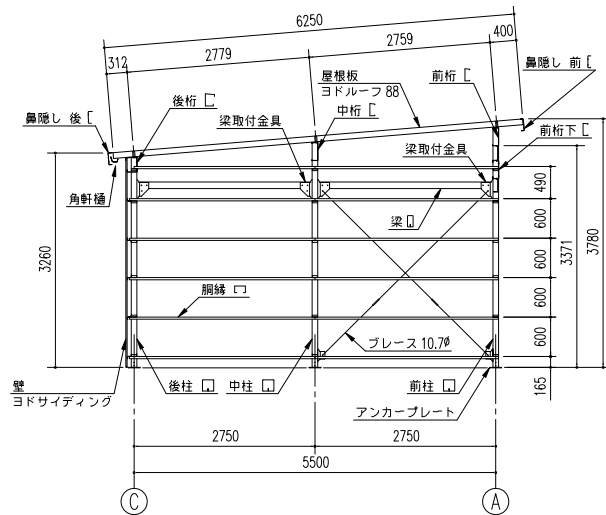 6250
312
2779
2759
400
鼻隠し 後
後桁
梁取付金具
屋根板
ヨドルーフ 88
中桁
前桁
鼻隠し 前
梁取付金具
前桁下
角軒樋
梁
490
600
600
600
600
165
3371
3780
3260
胴縁
ブレース 10.7φ
壁
ヨドサイディング
後柱
中柱
前柱
アンカープレート
2750
2750
5500
C
A